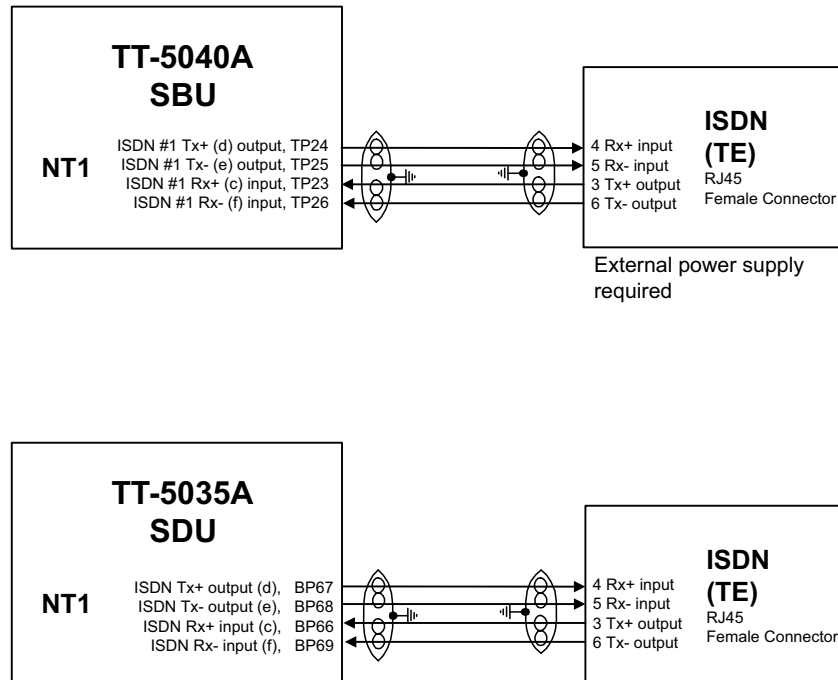 TT-5040A
SBU
NT1
ISDN #1 Tx+ (d) output, TP24
ISDN #1 Tx- (e) output, TP25
ISDN #1 Rx+ (c) input, TP23
ISDN #1 Rx- (f) input, TP26
4 Rx+ input
5 Rx- input
3 Tx+ output
6 Tx- output
ISDN
(TE)
RJ45
Female Connector
External power supply
required
TT-5035A
SDU
NT1
ISDN Tx+ output (d), BP67
ISDN Tx- output (e), BP68
ISDN Rx+ input (c), BP66
ISDN Rx- input (f), BP69
4 Rx+ input
5 Rx- input
3 Tx+ output
6 Tx- output
ISDN
(TE)
RJ45
Female Connector